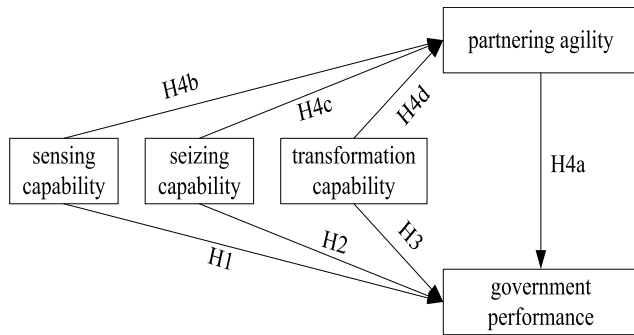 partnering agility
H4b
H4c
H4d
sensing
capability
seizing
capability
transformation
capability
H4a
H1
H2
H3
government
performance